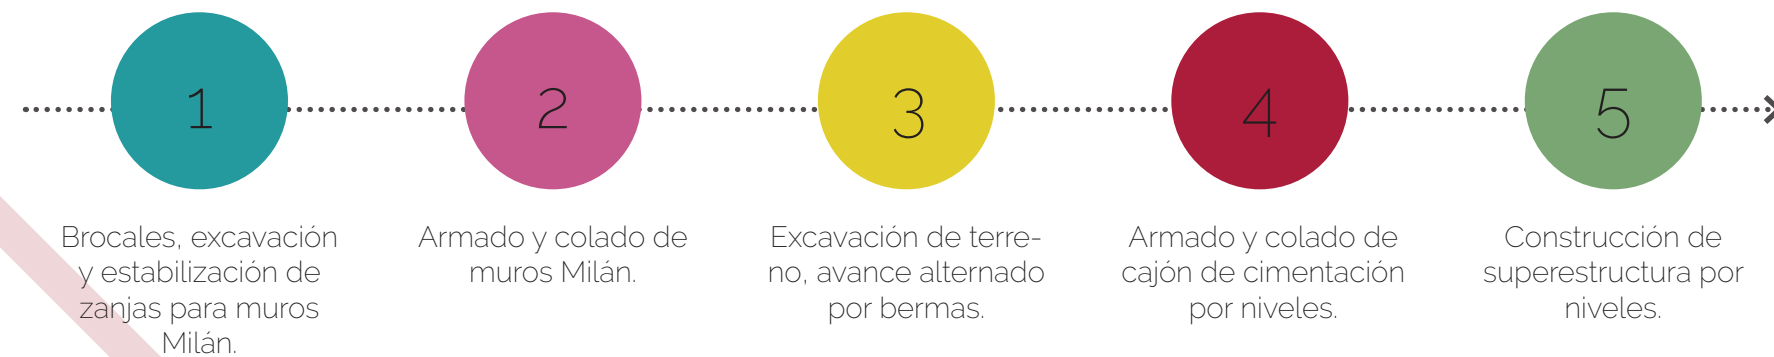 1
Brocales, excavación
y estabilización de
zanjas para muros
Milán.
2
Armado y colado de
muros Milán.
3
Excavación de terre-
no, avance alternado
por bermas.
4
Armado y colado de
cajón de cimentación
por niveles.
5
Construcción de
superestructura por
niveles.